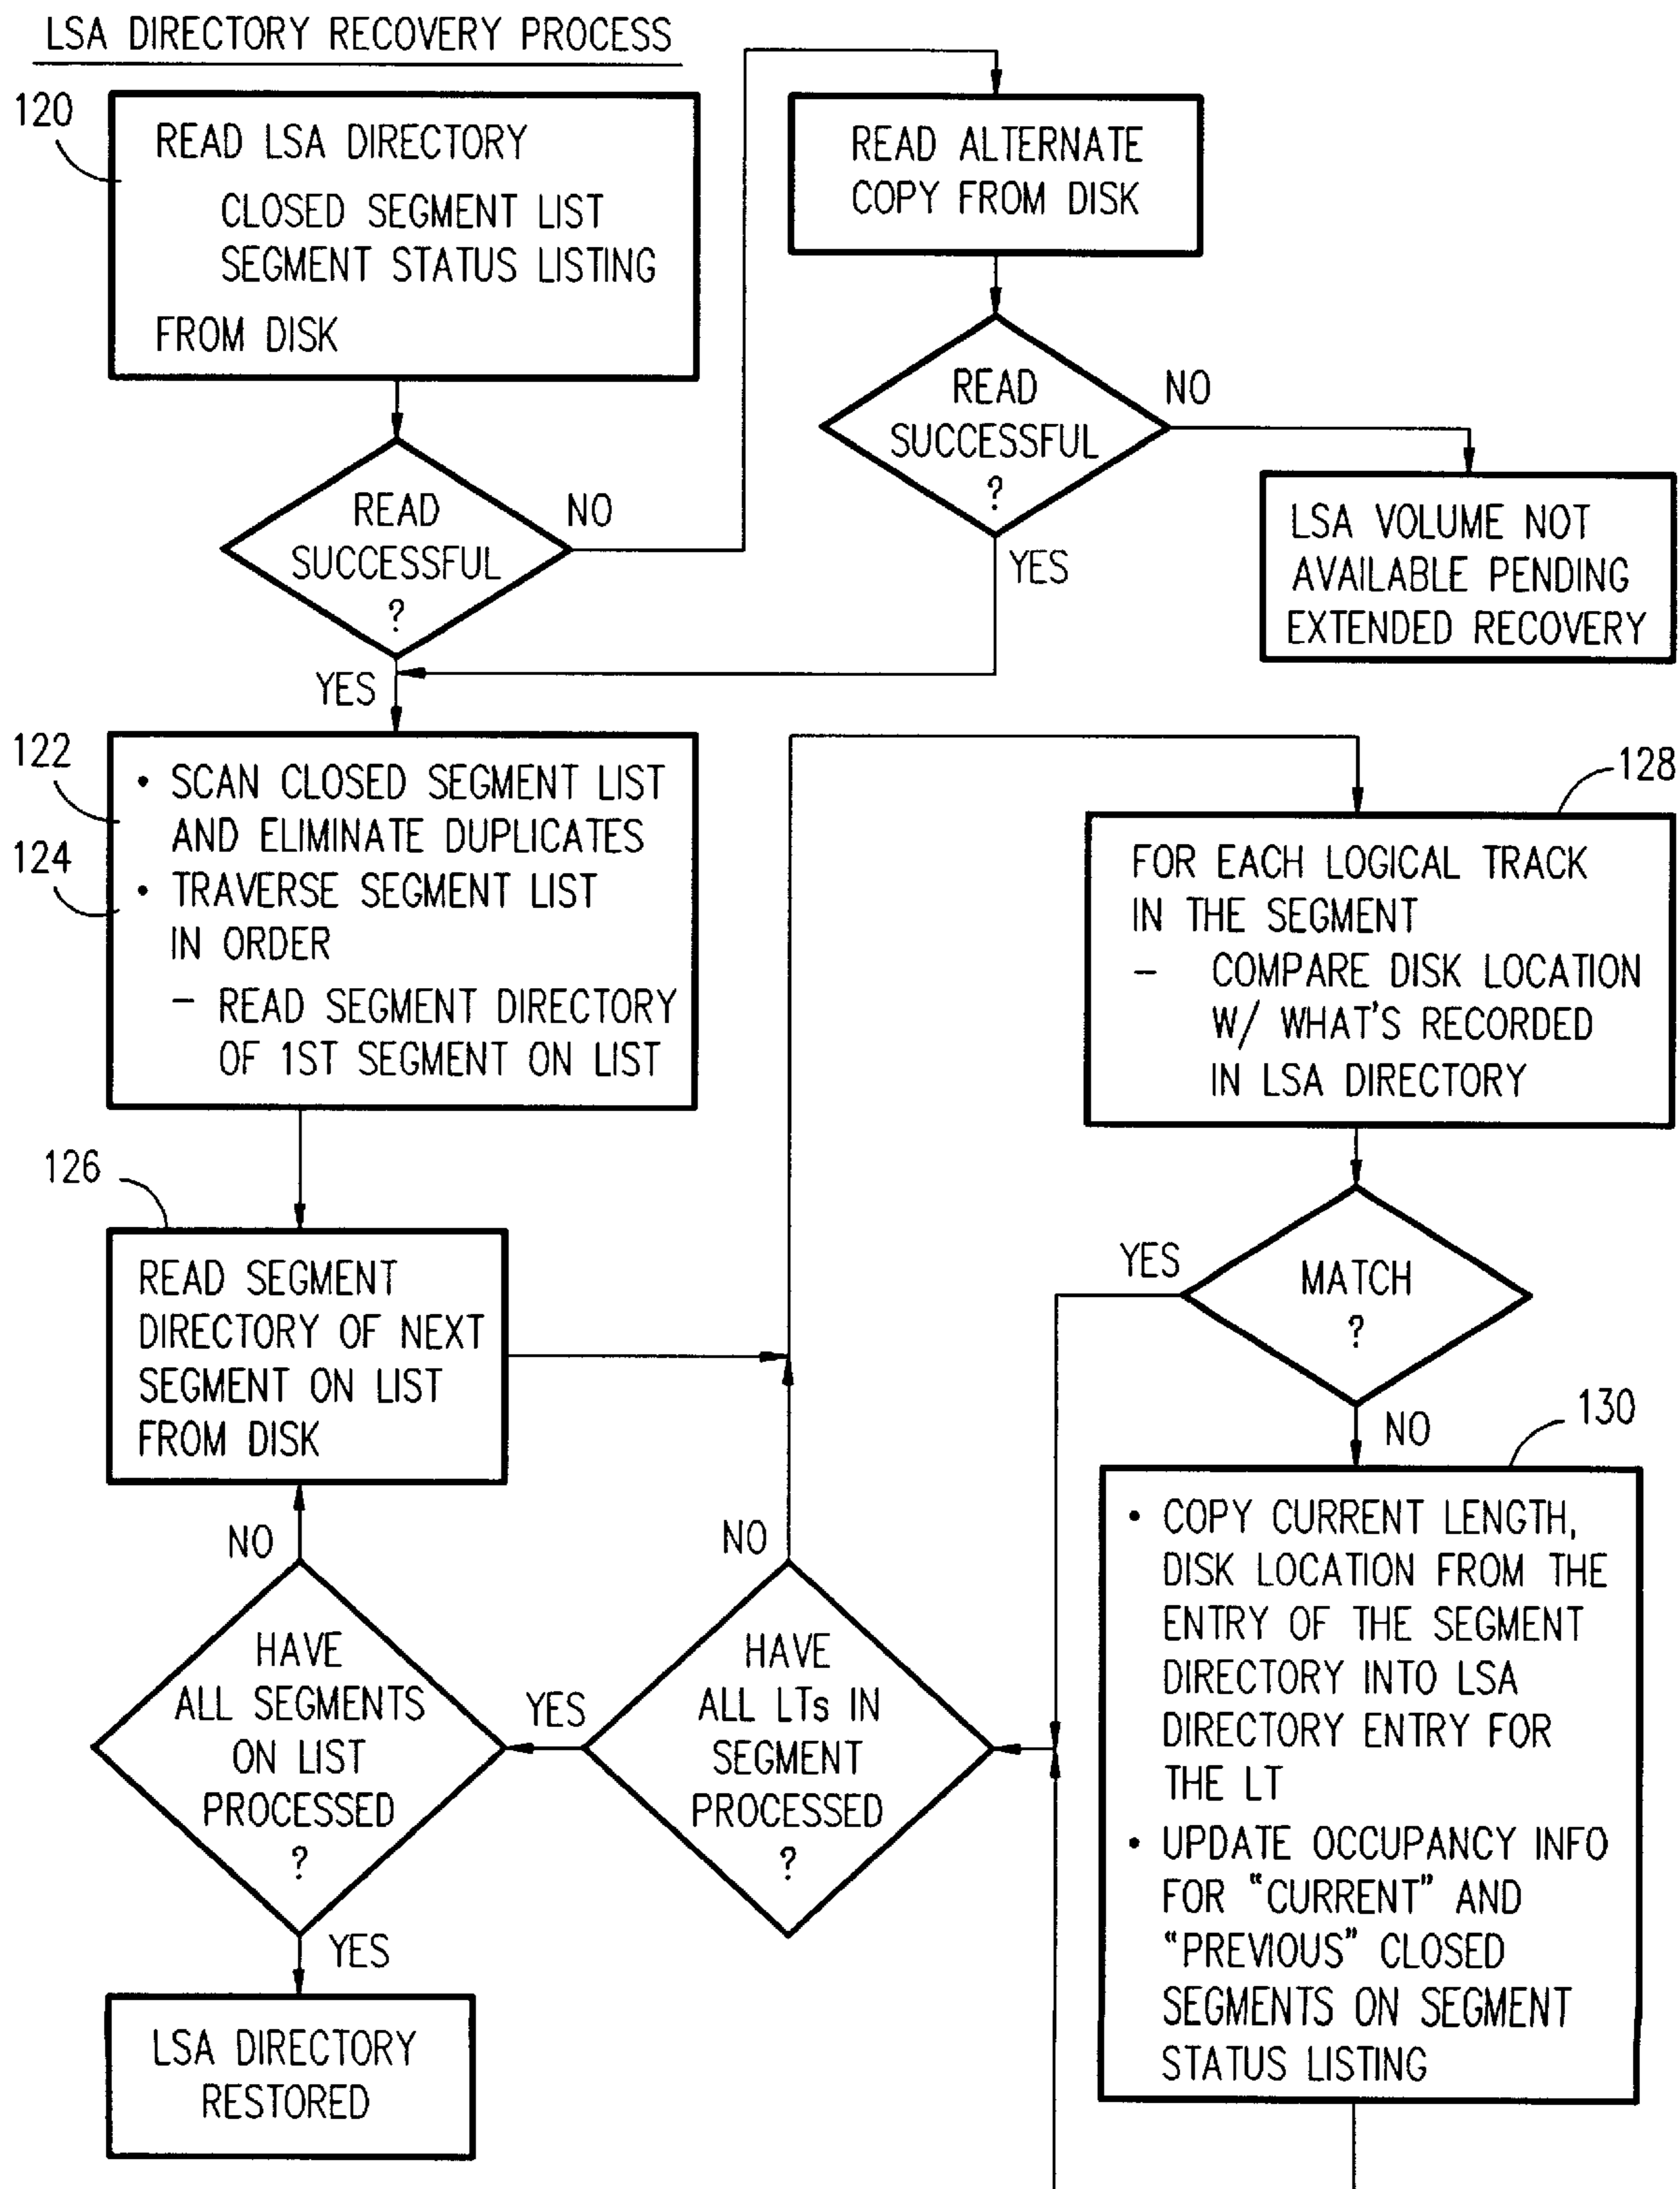 LSA DIRECTORY RECOVERY PROCESS
120
READ LSA DIRECTORY
CLOSED SEGMENT LIST
SEGMENT STATUS LISTING
FROM DISK
READ ALTERNATE
COPY FROM DISK
READ
SUCCESSFUL
?
NO
YES
READ
SUCCESSFUL
?
NO
YES
LSA VOLUME NOT
AVAILABLE PENDING
EXTENDED RECOVERY
122
124
• SCAN CLOSED SEGMENT LIST
AND ELIMINATE DUPLICATES
• TRAVERSE SEGMENT LIST
IN ORDER
– READ SEGMENT DIRECTORY
OF 1ST SEGMENT ON LIST
128
FOR EACH LOGICAL TRACK
IN THE SEGMENT
– COMPARE DISK LOCATION
W/ WHAT'S RECORDED
IN LSA DIRECTORY
126
READ SEGMENT
DIRECTORY OF NEXT
SEGMENT ON LIST
FROM DISK
YES
MATCH
?
NO
130
• COPY CURRENT LENGTH,
DISK LOCATION FROM THE
ENTRY OF THE SEGMENT
DIRECTORY INTO LSA
DIRECTORY ENTRY FOR
THE LT
• UPDATE OCCUPANCY INFO
FOR "CURRENT" AND
"PREVIOUS" CLOSED
SEGMENTS ON SEGMENT
STATUS LISTING
NO
HAVE
ALL SEGMENTS
ON LIST
PROCESSED
?
YES
YES
NO
HAVE
ALL LTs IN
SEGMENT
PROCESSED
?
LSA DIRECTORY
RESTORED